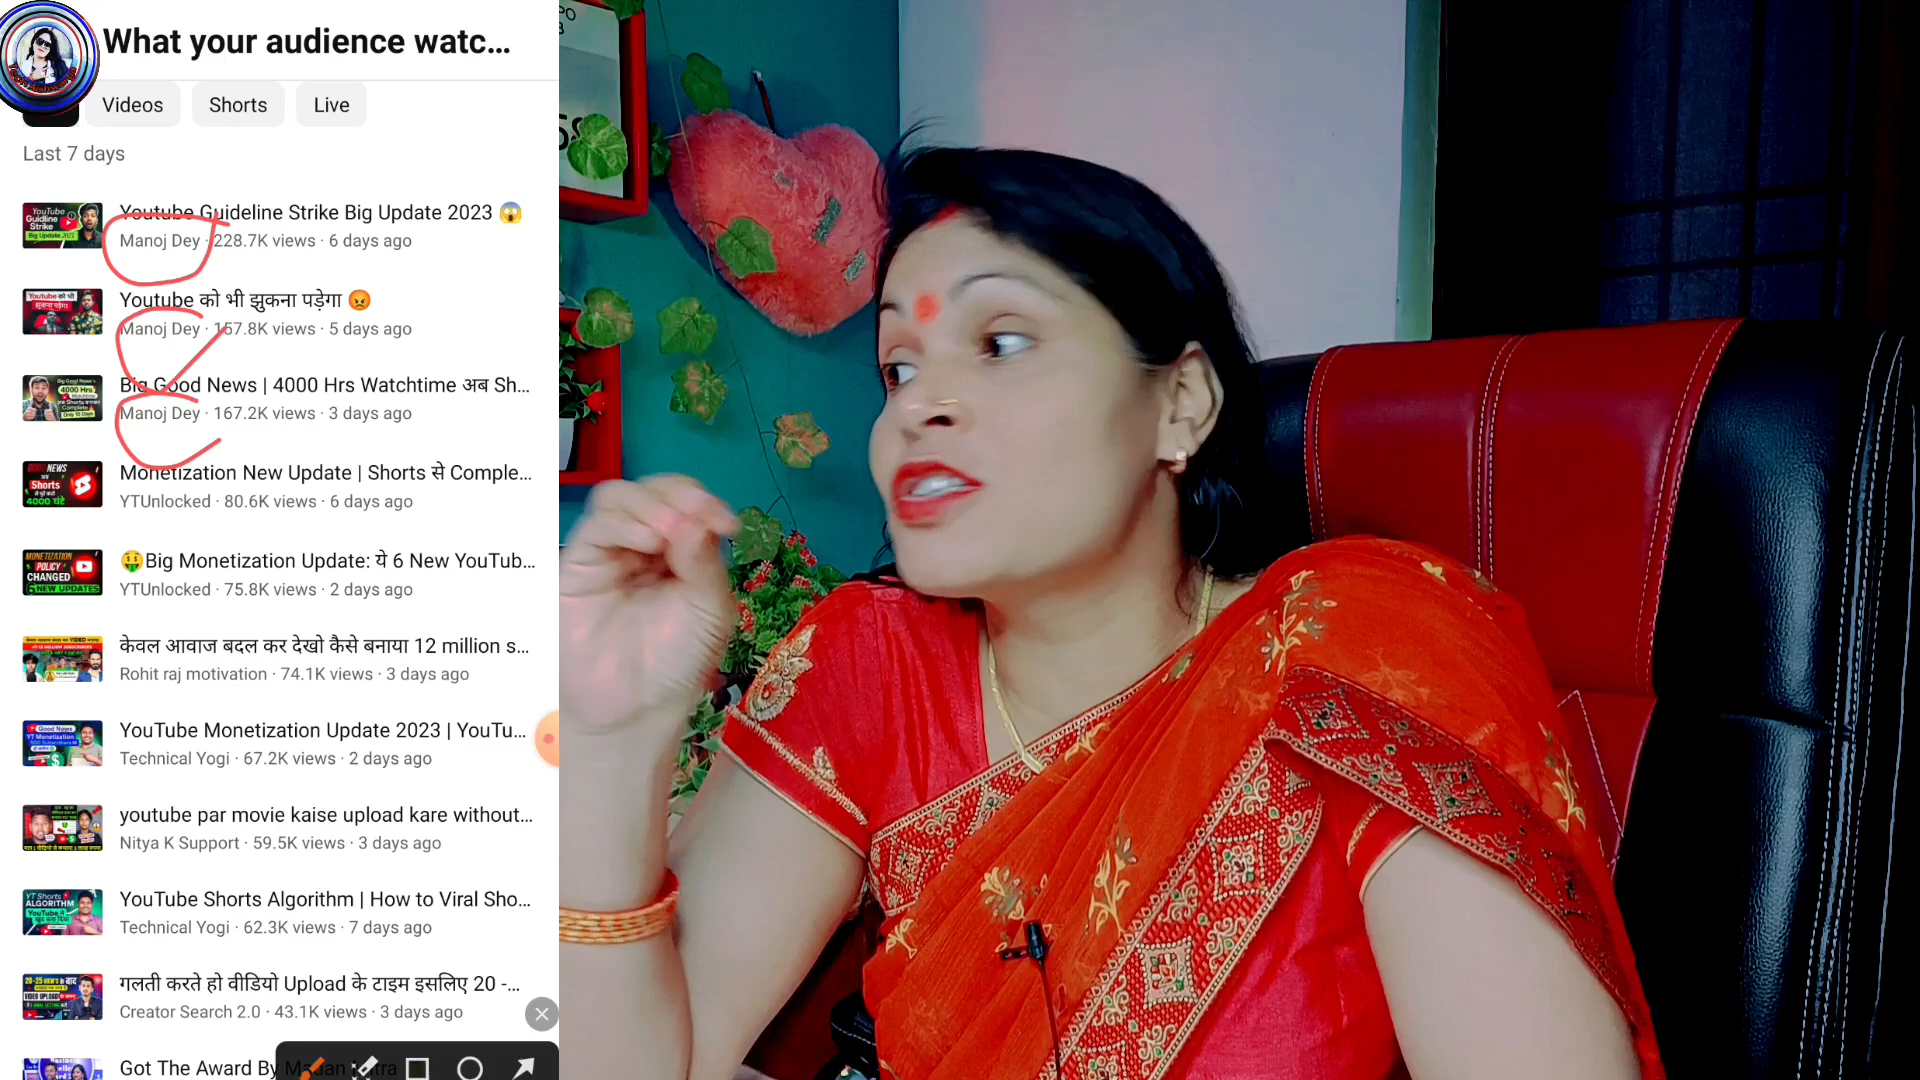 What your audience watc...
Videos
Shorts
Live
Last 7 days
Youtube Guideline Strike Big Update 2023 😱
Manoj Dey · 228.7K views · 6 days ago
Youtube को भी झुकना पड़ेगा 😡
Manoj Dey · 157.8K views · 5 days ago
Big Good News | 4000 Hrs Watchtime अब Sh...
Manoj Dey · 167.2K views · 3 days ago
Monetization New Update | Shorts से Comple...
YTUnlocked · 80.6K views · 6 days ago
🤑Big Monetization Update: ये 6 New YouTub...
YTUnlocked · 75.8K views · 2 days ago
केवल आवाज बदल कर देखो कैसे बनाया 12 million s...
Rohit raj motivation · 74.1K views · 3 days ago
YouTube Monetization Update 2023 | YouTu...
Technical Yogi · 67.2K views · 2 days ago
youtube par movie kaise upload kare without...
Nitya K Support · 59.5K views · 3 days ago
YouTube Shorts Algorithm | How to Viral Sho...
Technical Yogi · 62.3K views · 7 days ago
गलती करते हो वीडियो Upload के टाइम इसलिए 20 -...
Creator Search 2.0 · 43.1K views · 3 days ago
Got The Award By